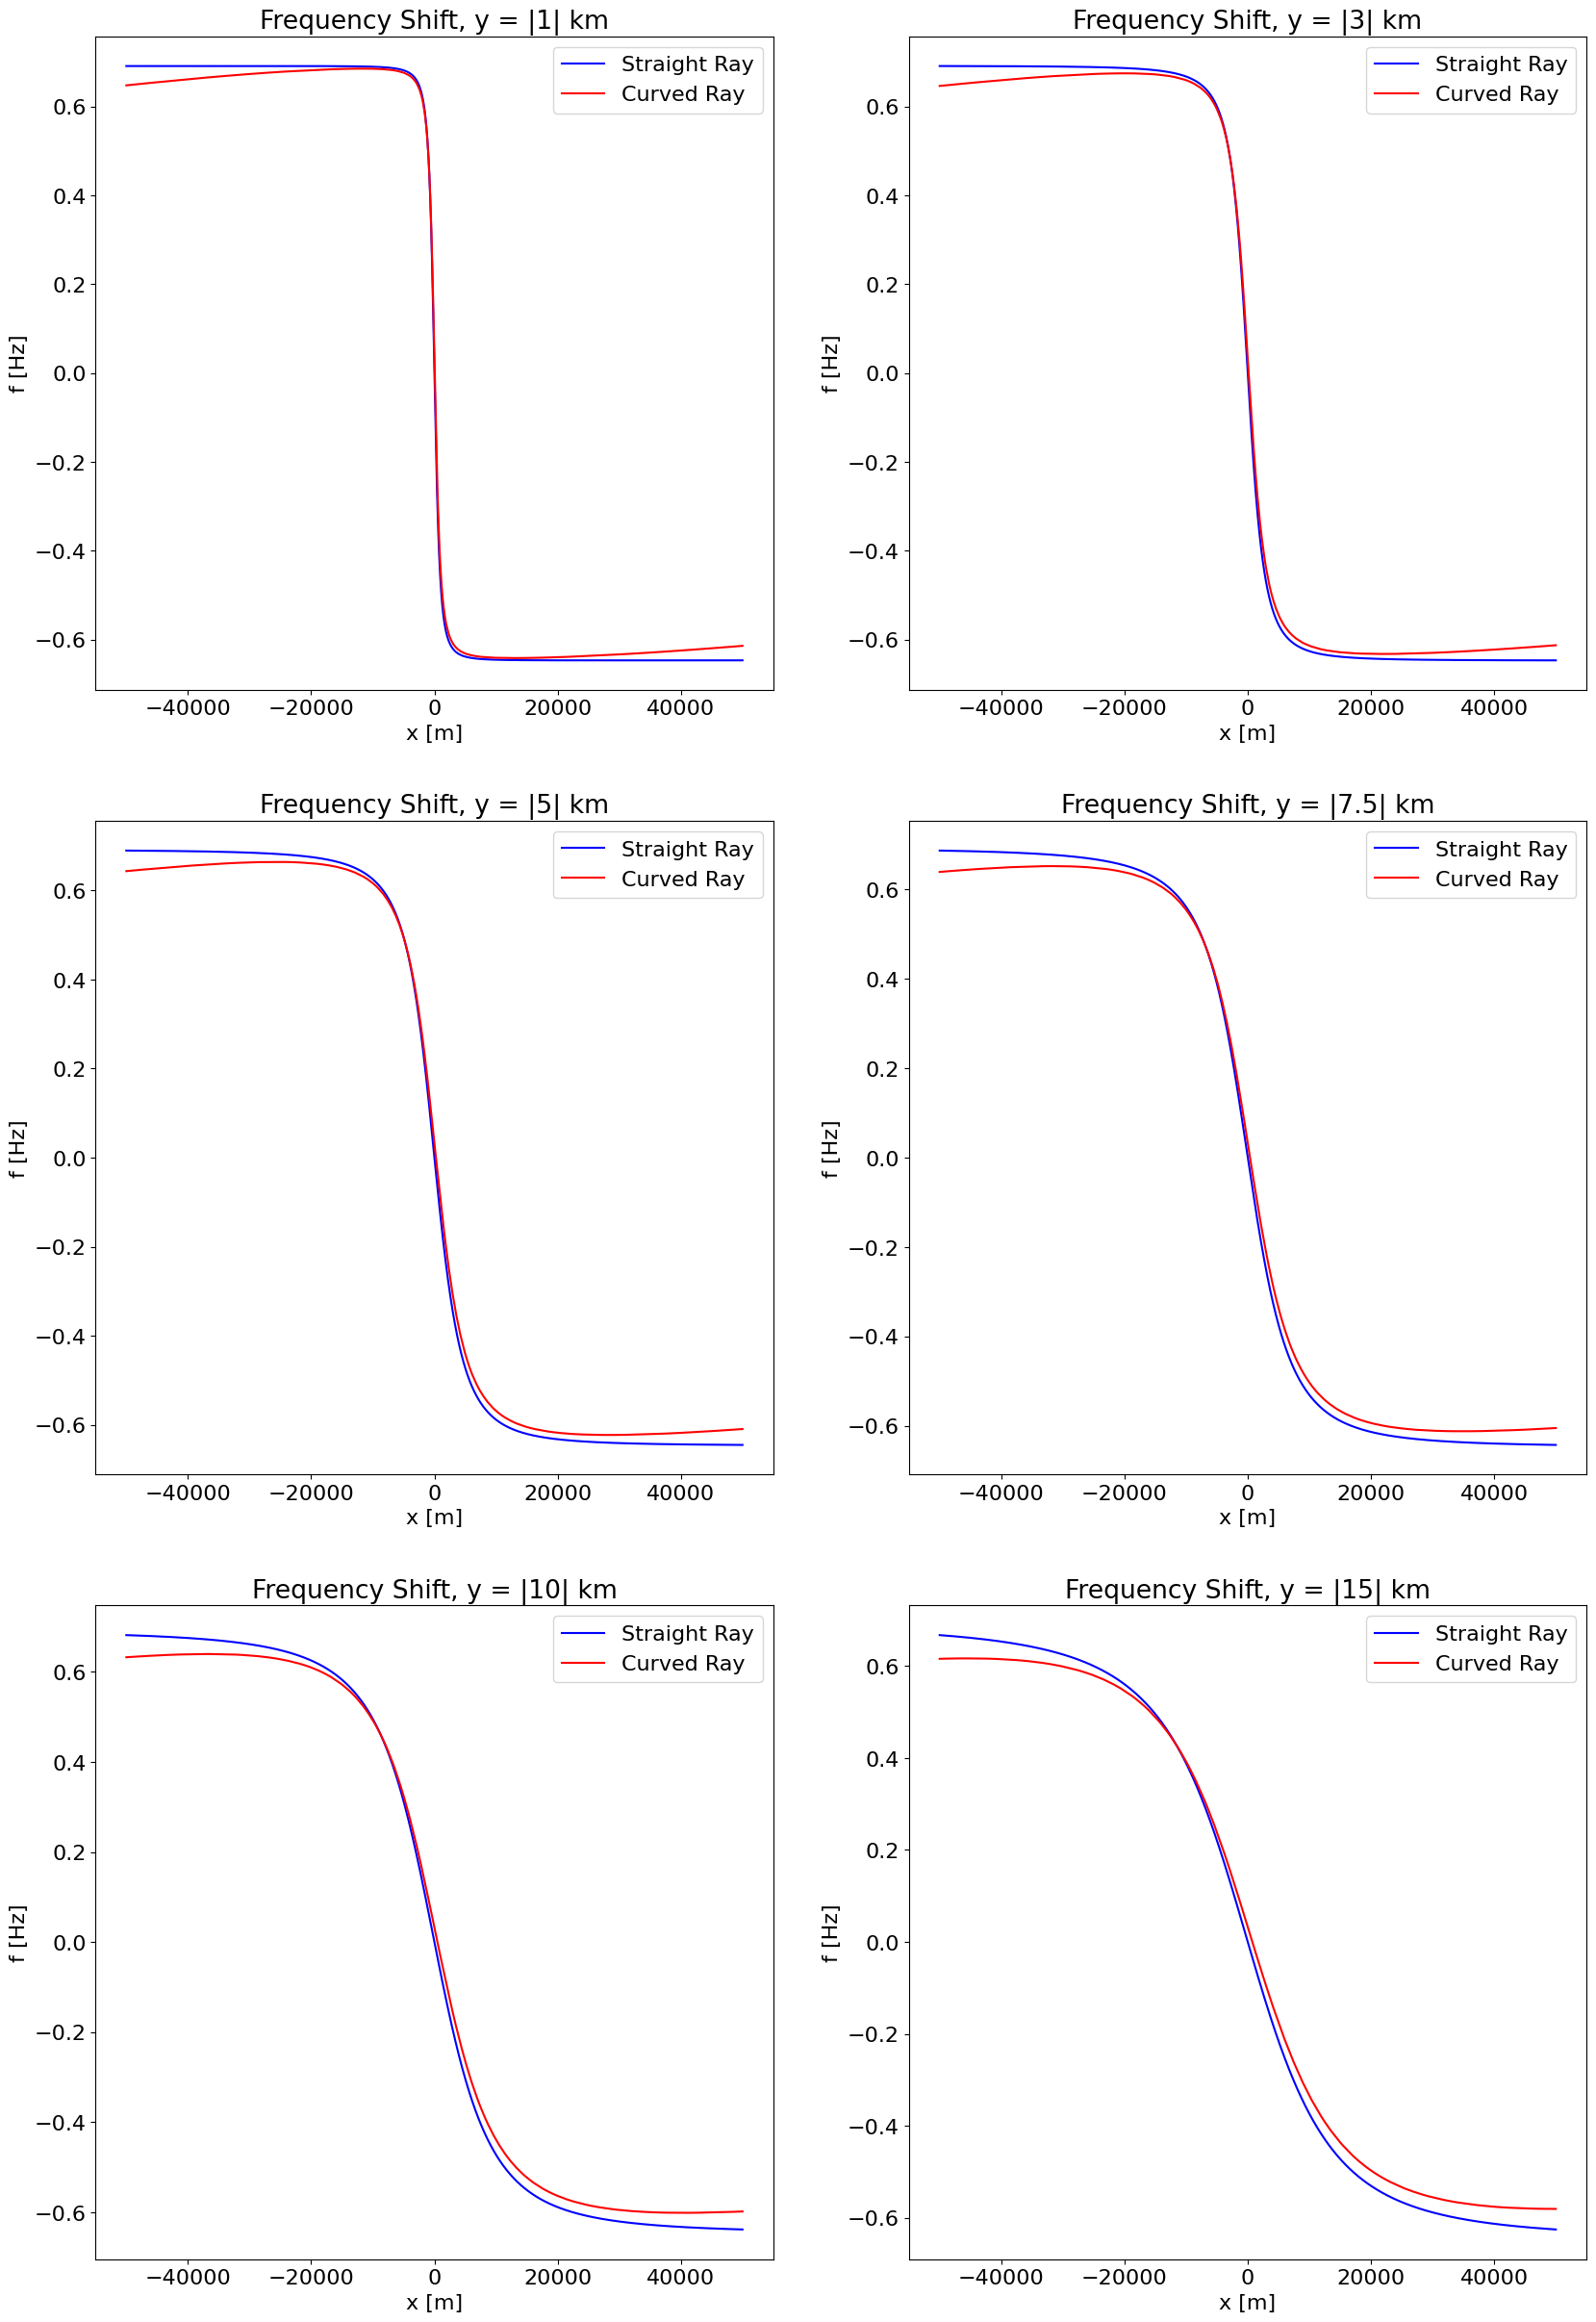 Frequency Shift, y = |1| km
Straight Ray
Curved Ray
0.6
0.4
0.2
0.0
−0.2
−0.4
−0.6
f [Hz]
−40000 −20000 0 20000 40000
x [m]
Frequency Shift, y = |3| km
Straight Ray
Curved Ray
0.6
0.4
0.2
0.0
−0.2
−0.4
−0.6
f [Hz]
−40000 −20000 0 20000 40000
x [m]
Frequency Shift, y = |5| km
Straight Ray
Curved Ray
0.6
0.4
0.2
0.0
−0.2
−0.4
−0.6
f [Hz]
−40000 −20000 0 20000 40000
x [m]
Frequency Shift, y = |7.5| km
Straight Ray
Curved Ray
0.6
0.4
0.2
0.0
−0.2
−0.4
−0.6
f [Hz]
−40000 −20000 0 20000 40000
x [m]
Frequency Shift, y = |10| km
Straight Ray
Curved Ray
0.6
0.4
0.2
0.0
−0.2
−0.4
−0.6
f [Hz]
−40000 −20000 0 20000 40000
x [m]
Frequency Shift, y = |15| km
Straight Ray
Curved Ray
0.6
0.4
0.2
0.0
−0.2
−0.4
−0.6
f [Hz]
−40000 −20000 0 20000 40000
x [m]